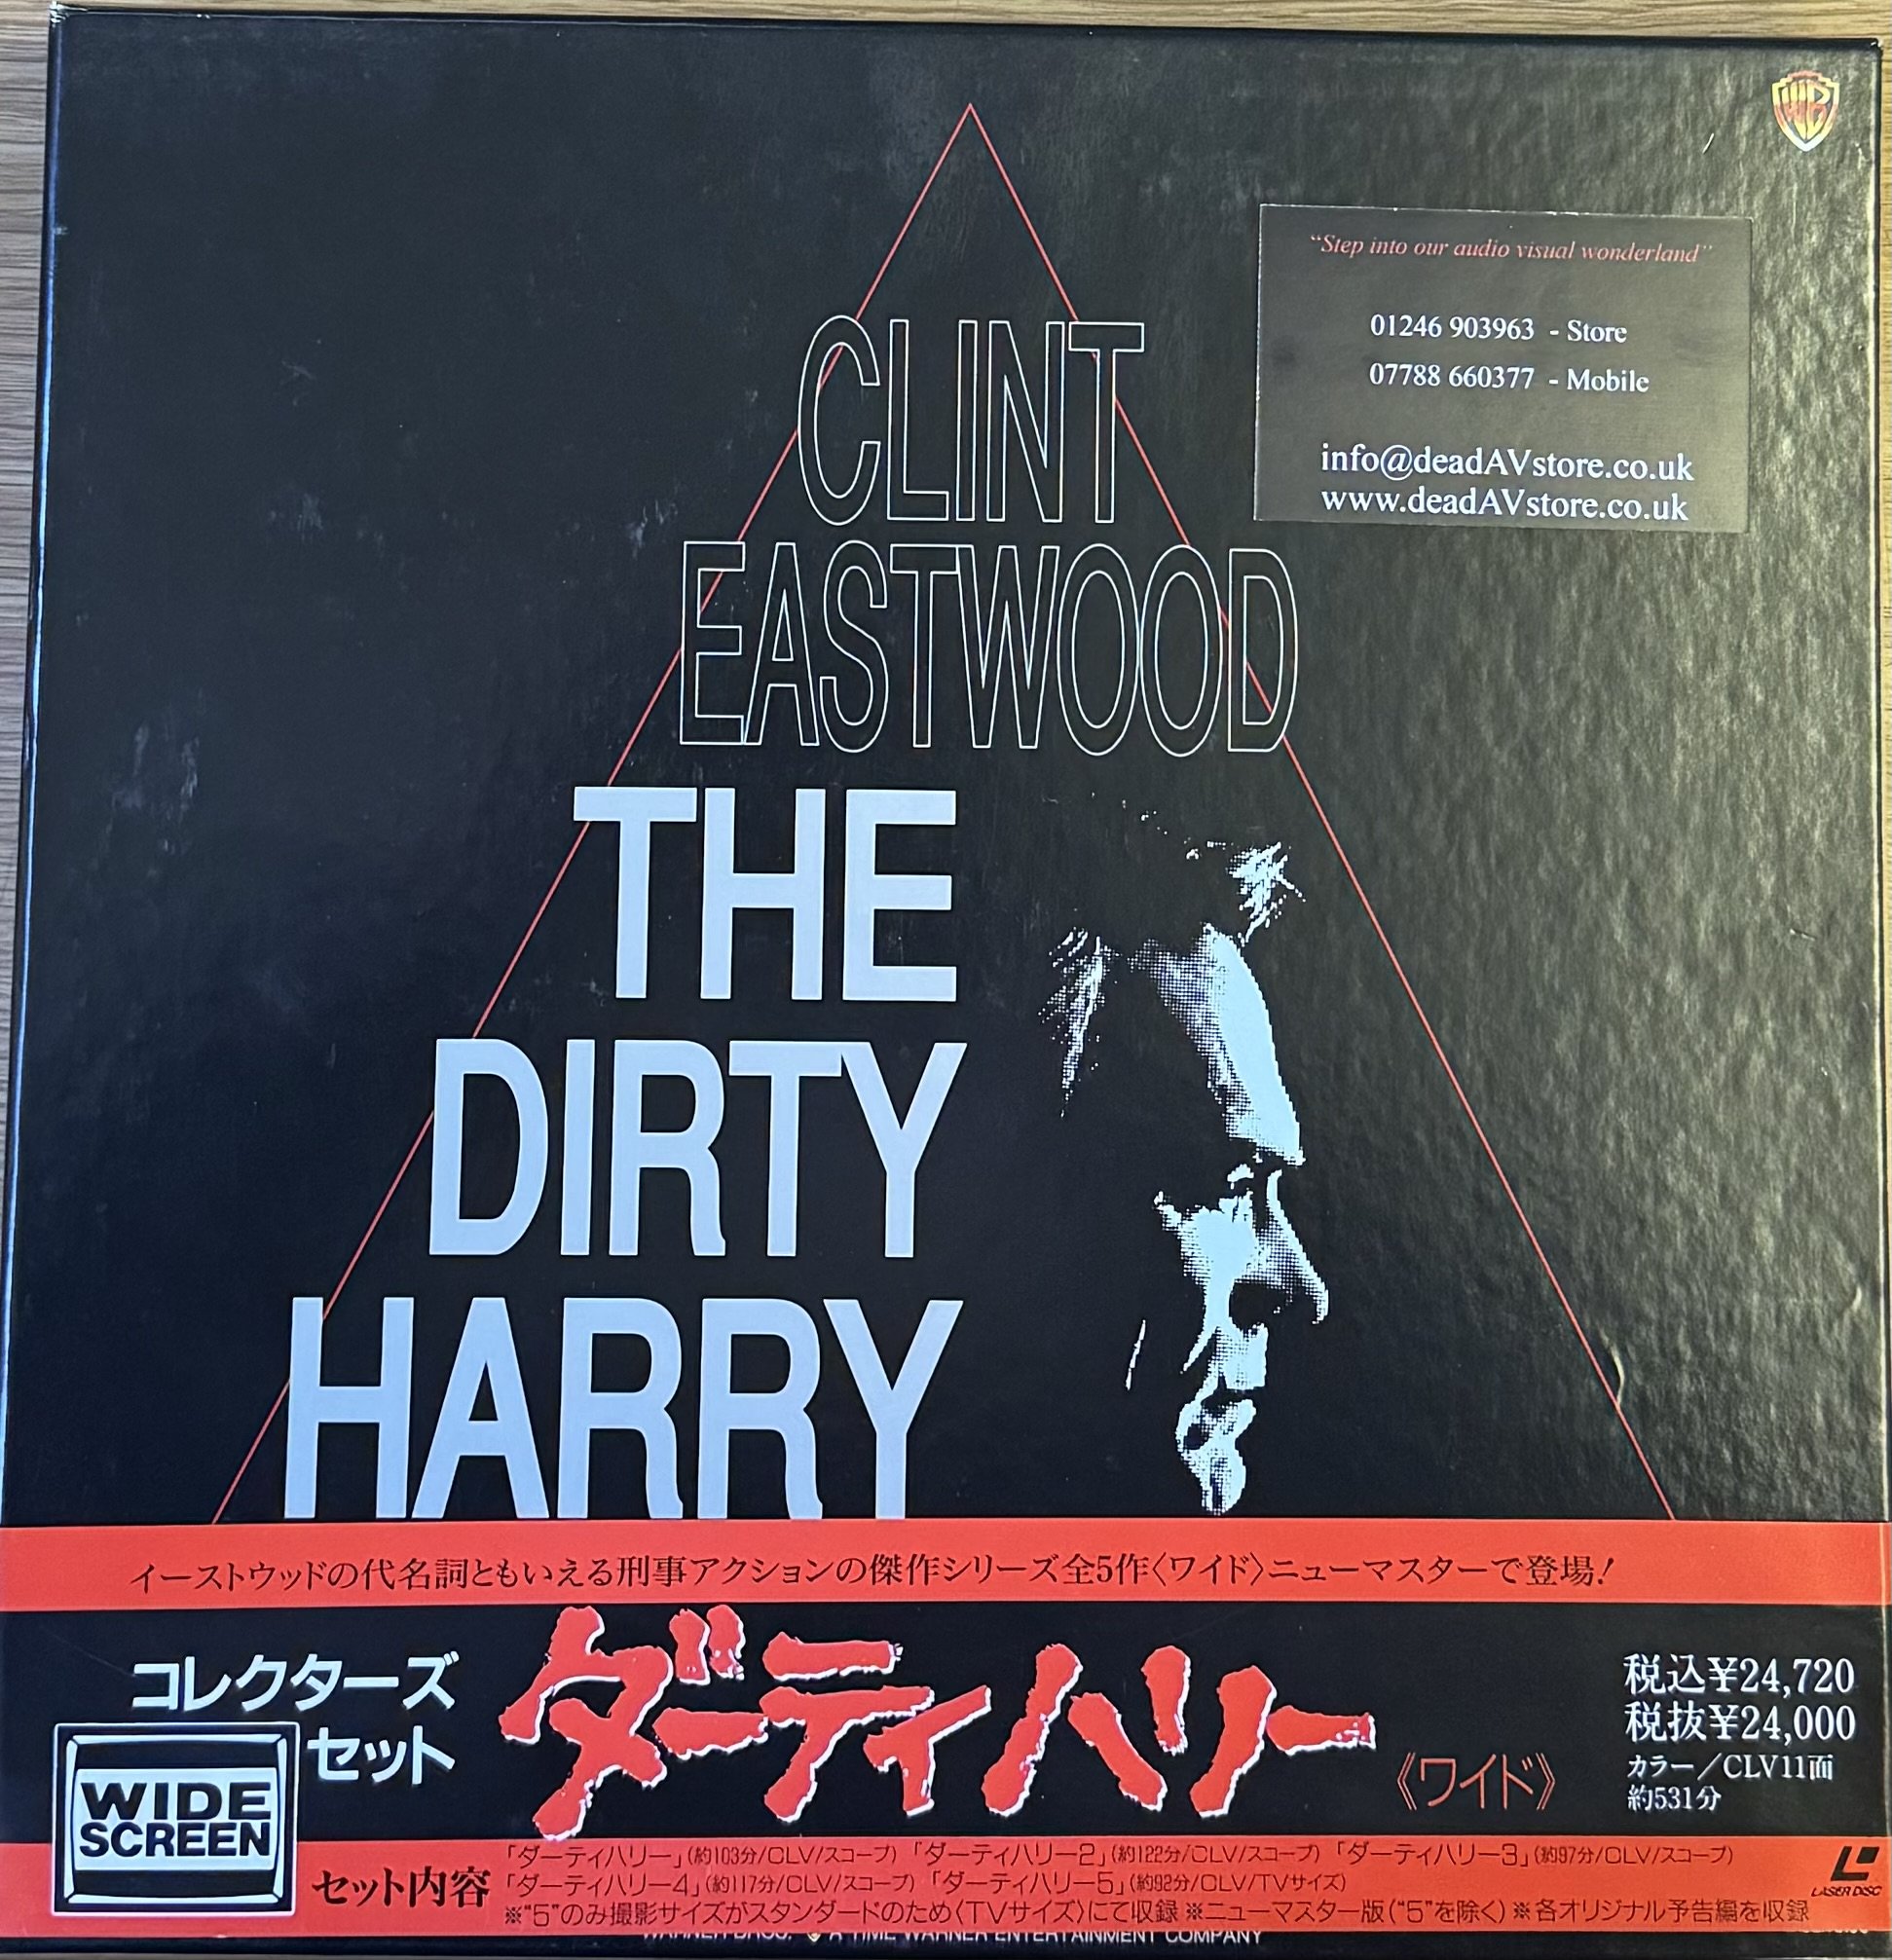 WB
"Step into our audio visual wonderland"
01246 903963 - Store
07788 660377 - Mobile
info@deadAVstore.co.uk
www.deadAVstore.co.uk
CLINT
EASTWOOD
THE
DIRTY
HARRY
イーストウッドの代名詞ともいえる刑事アクションの傑作シリーズ全5作〈ワイド〉ニューマスターで登場!
コレクターズ
セット
ダーティハリー
《ワイド》
税込¥24,720
税抜¥24,000
カラー/CLV11面
約531分
WIDE
SCREEN
セット内容
「ダーティハリー」(約103分/CLV/スコープ) 「ダーティハリー2」(約122分/CLV/スコープ) 「ダーティハリー3」(約97分/CLV/スコープ)
「ダーティハリー4」(約117分/CLV/スコープ) 「ダーティハリー5」(約92分/CLV/TVサイズ)
※"5"のみ撮影サイズがスタンダードのため〈TVサイズ〉にて収録 ※ニューマスター版("5"を除く) ※各オリジナル予告編を収録
LASER DISC
WARNER BROS. A TIME WARNER ENTERTAINMENT COMPANY